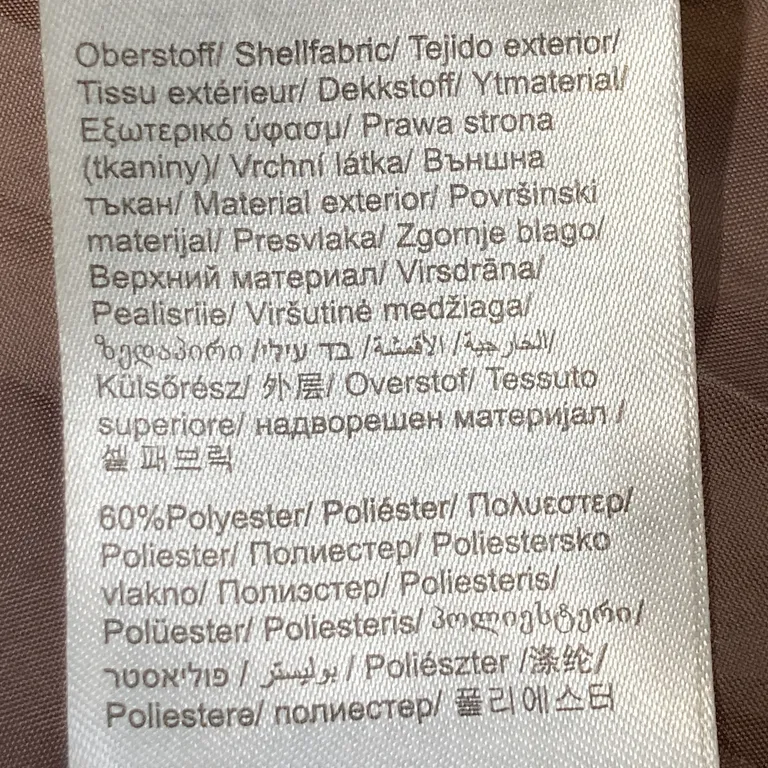 Oberstoff/ Shellfabric/ Tejido exterior/
Tissu extérieur/ Dekkstoff/ Ytmaterial/
Εξωτερικό ύφασμ/ Prawa strona
(tkaniny)/ Vrchní látka/ Външна
тъкан/ Material exterior/ Površinski
materijal/ Presvlaka/ Zgornje blago/
Верхний материал/ Virsdrāna/
Pealisriie/ Viršutinė medžiaga/
ზედაპირი /בד עילי/ الأقمشة/ الخارجية/
Külsőrész/ 外层/ Overstof/ Tessuto
superiore/ надворешен материјал /
셸 패브릭
60%Polyester/ Poliéster/ Πολυεστερ/
Poliester/ Полиестер/ Poliestersko
vlakno/ Полиэстер/ Poliesteris/
Polüester/ Poliesteris/ პოლიესტერი/
פוליאסטר / بوليستر / Poliészter /涤纶/
Poliestere/ полиестер/ 폴리에스터